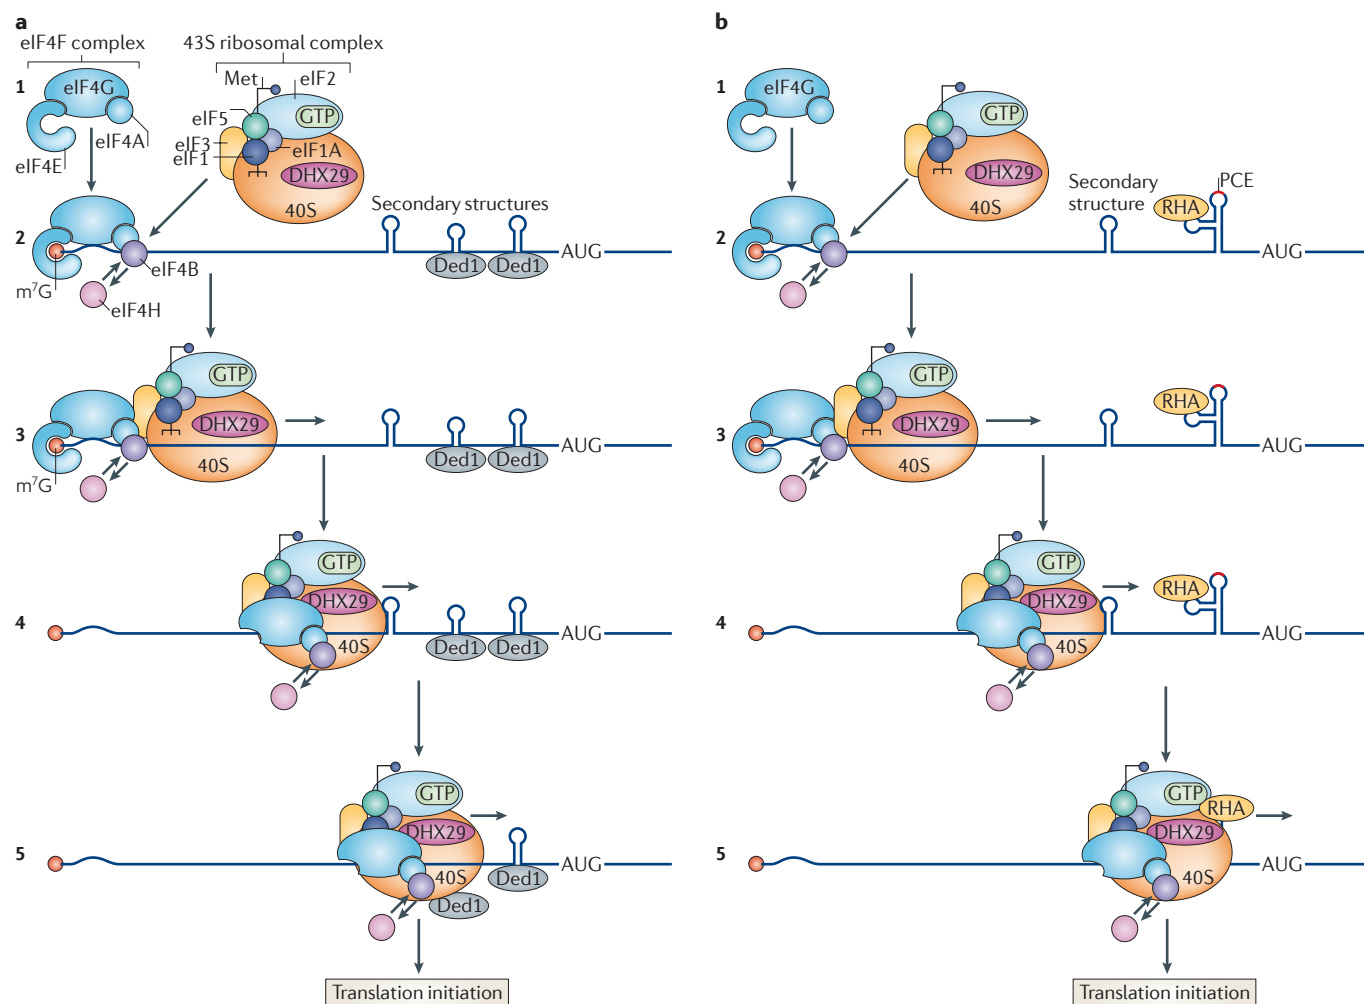 a
eIF4F complex
43S ribosomal complex
1
eIF4G
Met
eIF2
GTP
eIF5
eIF4A
eIF3
eIF1
eIF1A
eIF4E
DHX29
40S
Secondary structures
2
AUG
eIF4B
Ded1
Ded1
m⁷G
eIF4H
GTP
DHX29
3
AUG
40S
Ded1
Ded1
m⁷G
GTP
DHX29
4
40S
Ded1
Ded1
AUG
GTP
DHX29
5
AUG
40S
Ded1
Ded1
Translation initiation
b
1
eIF4G
GTP
DHX29
40S
Secondary
structure
PCE
RHA
2
AUG
GTP
RHA
DHX29
3
AUG
40S
GTP
RHA
DHX29
4
40S
AUG
GTP
RHA
DHX29
5
AUG
40S
Translation initiation